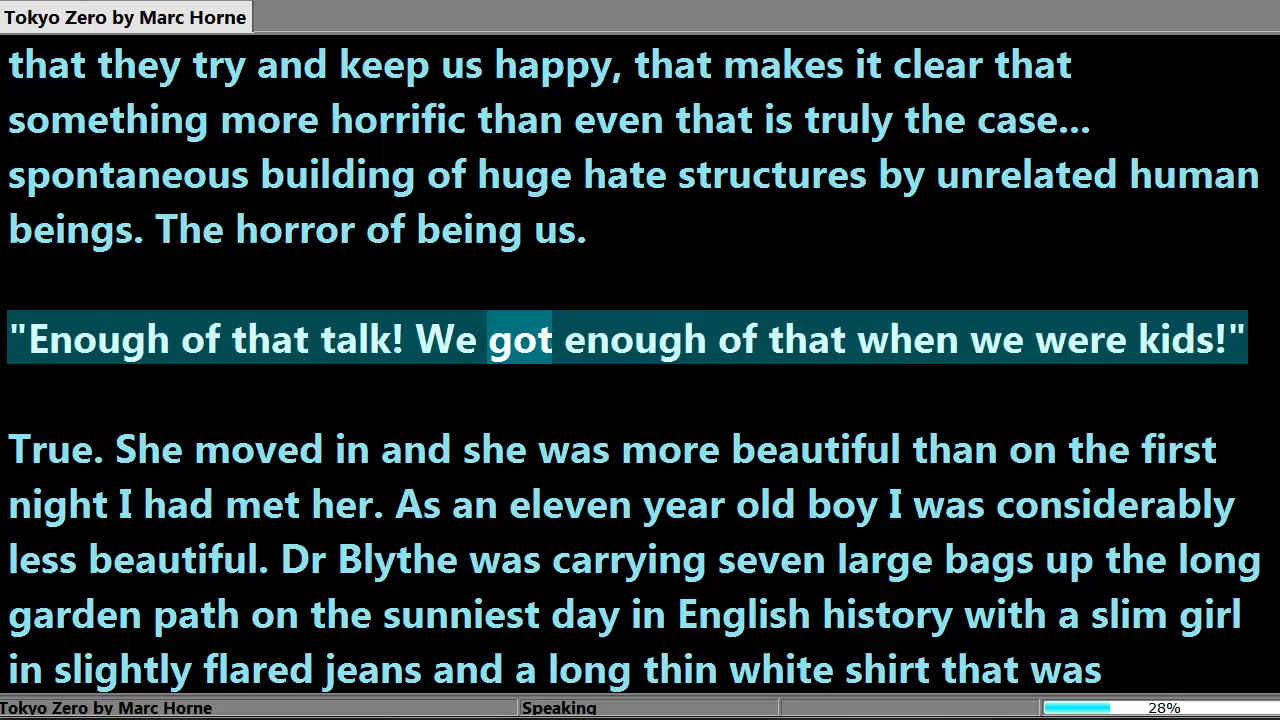 Tokyo Zero by Marc Horne
that they try and keep us happy, that makes it clear that
something more horrific than even that is truly the case...
spontaneous building of huge hate structures by unrelated human
beings. The horror of being us.
"Enough of that talk! We got enough of that when we were kids!"
True. She moved in and she was more beautiful than on the first
night I had met her. As an eleven year old boy I was considerably
less beautiful. Dr Blythe was carrying seven large bags up the long
garden path on the sunniest day in English history with a slim girl
in slightly flared jeans and a long thin white shirt that was
Tokyo Zero by Marc Horne
Speaking
28%